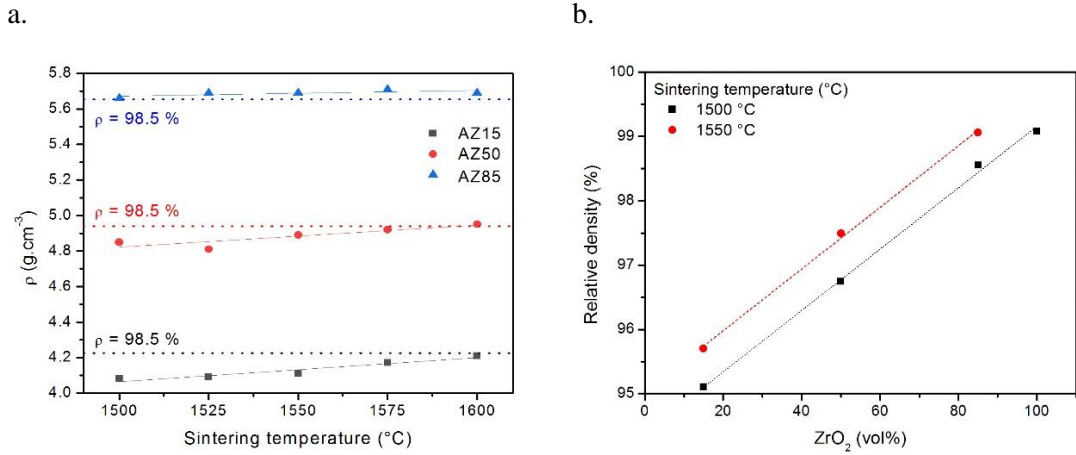 a.
b.
5.8
5.6
5.4
5.2
5.0
4.8
4.6
4.4
4.2
4.0
ρ (g.cm⁻³)
ρ = 98.5 %
ρ = 98.5 %
ρ = 98.5 %
AZ15
AZ50
AZ85
1500 1525 1550 1575 1600
Sintering temperature (°C)
100
99
98
97
96
95
Relative density (%)
Sintering temperature (°C)
1500 °C
1550 °C
0 20 40 60 80 100
ZrO₂ (vol%)